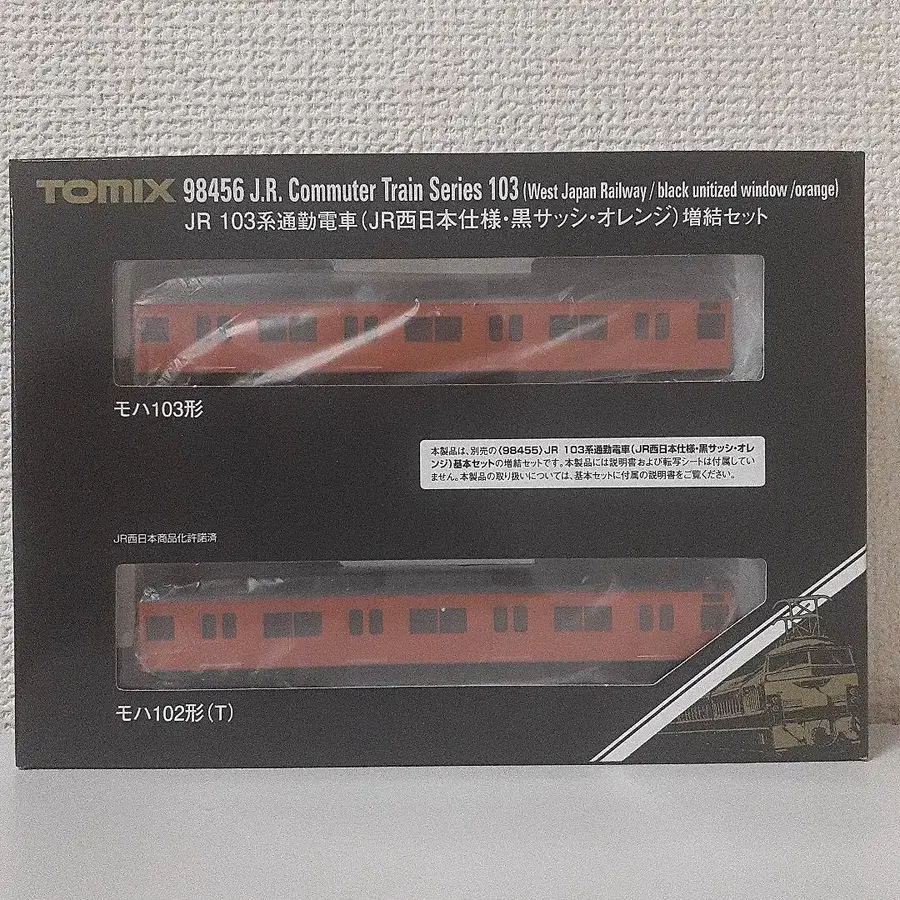 TOMIX 98456 J.R. Commuter Train Series 103 (West Japan Railway / black unitized window /orange)
JR 103系通勤電車(JR西日本仕様・黒サッシ・オレンジ)増結セット
モハ103形
本製品は、別売の〈98455〉JR 103系通勤電車(JR西日本仕様・黒サッシ・オレ
ンジ)基本セットの増結セットです。本製品には説明書および転写シートは付属してい
ません。本製品の取り扱いについては、基本セットに付属の説明書をご覧ください。
JR西日本商品化許諾済
モハ102形(T)